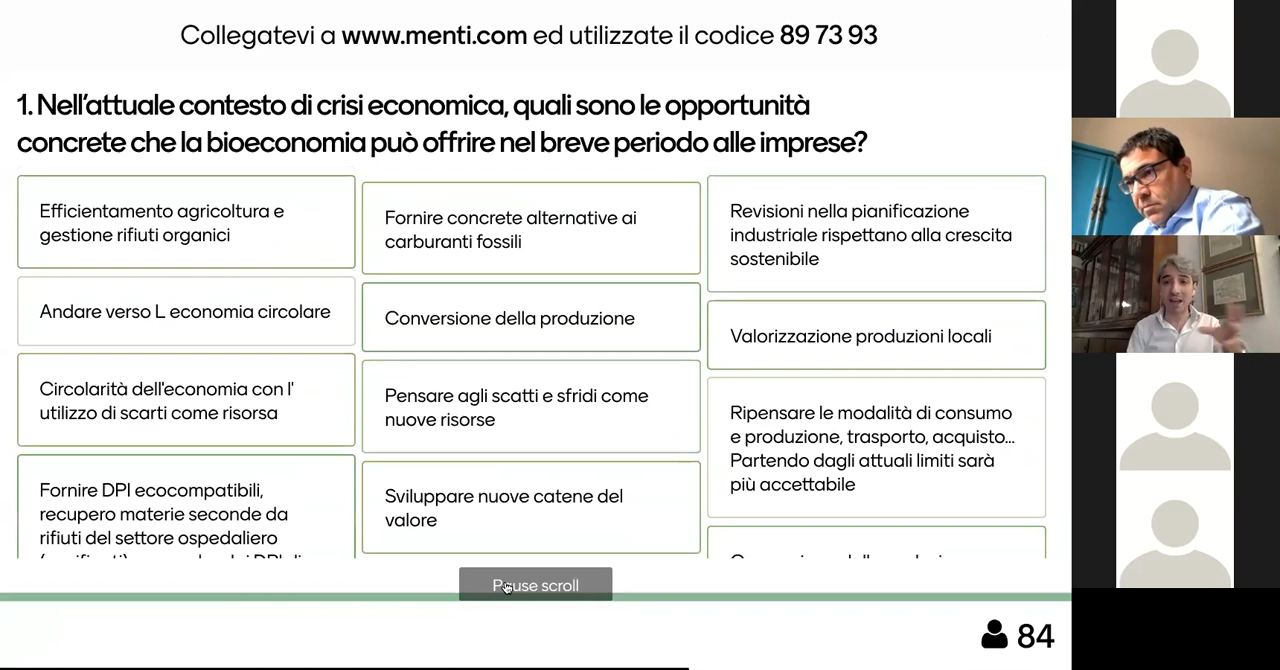 Collegatevi a www.menti.com ed utilizzate il codice 89 73 93
1. Nell'attuale contesto di crisi economica, quali sono le opportunità
concrete che la bioeconomia può offrire nel breve periodo alle imprese?
Efficientamento agricoltura e
gestione rifiuti organici
Andare verso L economia circolare
Circolarità dell'economia con l'
utilizzo di scarti come risorsa
Fornire DPI ecocompatibili,
recupero materie seconde da
rifiuti del settore ospedaliero
Fornire concrete alternative ai
carburanti fossili
Conversione della produzione
Pensare agli scatti e sfridi come
nuove risorse
Sviluppare nuove catene del
valore
Revisioni nella pianificazione
industriale rispettano alla crescita
sostenibile
Valorizzazione produzioni locali
Ripensare le modalità di consumo
e produzione, trasporto, acquisto...
Partendo dagli attuali limiti sarà
più accettabile
Pause scroll
84